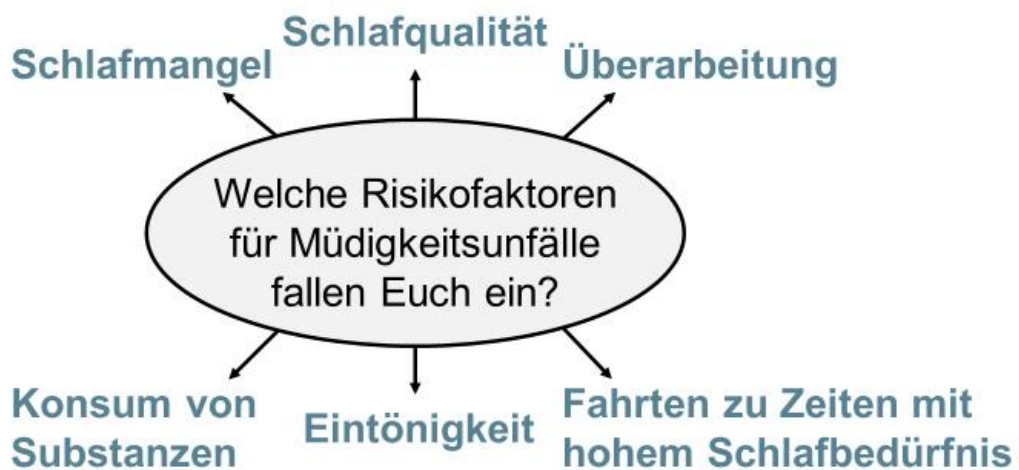 Schlafmangel
Schlafqualität
Überarbeitung
Welche Risikofaktoren
für Müdigkeitsunfälle
fallen Euch ein?
Konsum von
Substanzen
Eintönigkeit
Fahrten zu Zeiten mit
hohem Schlafbedürfnis